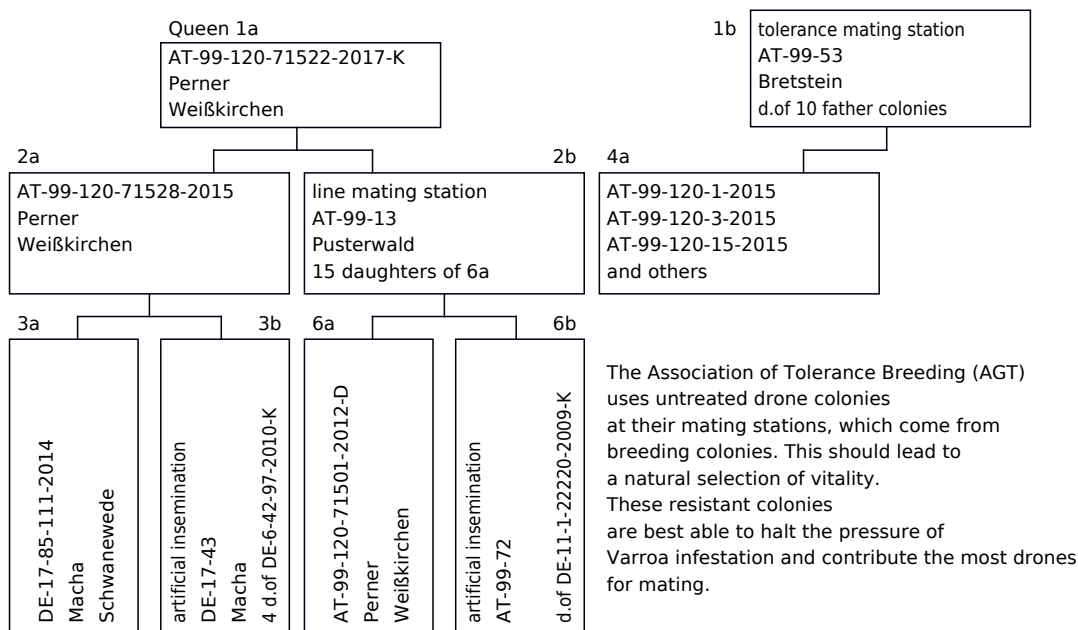 Queen 1a
AT-99-120-71522-2017-K
Perner
Weißkirchen
1b
tolerance mating station
AT-99-53
Bretstein
d.of 10 father colonies
2a
AT-99-120-71528-2015
Perner
Weißkirchen
2b
line mating station
AT-99-13
Pusterwald
15 daughters of 6a
4a
AT-99-120-1-2015
AT-99-120-3-2015
AT-99-120-15-2015
and others
3a
DE-17-85-111-2014
Macha
Schwanewede
3b
artificial insemination
DE-17-43
Macha
4 d.of DE-6-42-97-2010-K
6a
AT-99-120-71501-2012-D
Perner
Weißkirchen
6b
artificial insemination
AT-99-72
d.of DE-11-1-22220-2009-K
The Association of Tolerance Breeding (AGT)
uses untreated drone colonies
at their mating stations, which come from
breeding colonies. This should lead to
a natural selection of vitality.
These resistant colonies
are best able to halt the pressure of
Varroa infestation and contribute the most drones
for mating.